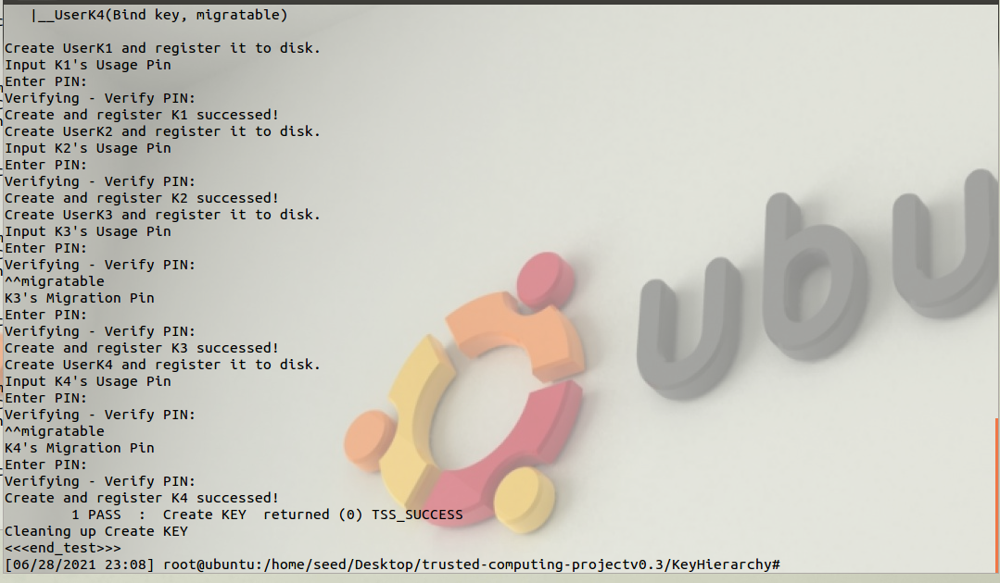 |__UserK4(Bind key, migratable)
Create UserK1 and register it to disk.
Input K1's Usage Pin
Enter PIN:
Verifying - Verify PIN:
Create and register K1 successed!
Create UserK2 and register it to disk.
Input K2's Usage Pin
Enter PIN:
Verifying - Verify PIN:
Create and register K2 successed!
Create UserK3 and register it to disk.
Input K3's Usage Pin
Enter PIN:
Verifying - Verify PIN:
^^migratable
K3's Migration Pin
Enter PIN:
Verifying - Verify PIN:
Create and register K3 successed!
Create UserK4 and register it to disk.
Input K4's Usage Pin
Enter PIN:
Verifying - Verify PIN:
^^migratable
K4's Migration Pin
Enter PIN:
Verifying - Verify PIN:
Create and register K4 successed!
1 PASS  :  Create KEY  returned (0) TSS_SUCCESS
Cleaning up Create KEY
<<<end_test>>>
[06/28/2021 23:08] root@ubuntu:/home/seed/Desktop/trusted-computing-projectv0.3/KeyHierarchy#
ubu